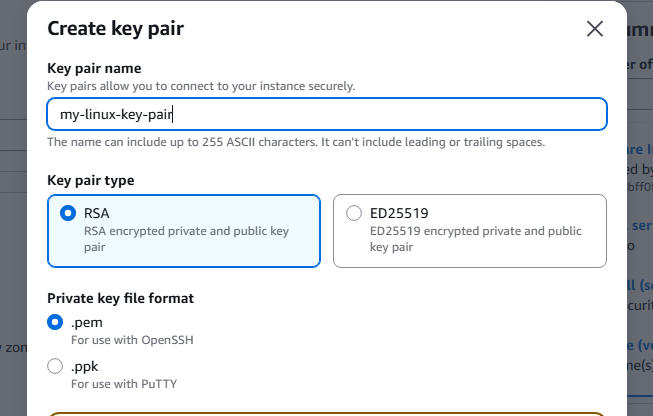 Create key pair
Key pair name
Key pairs allow you to connect to your instance securely.
my-linux-key-pair
The name can include up to 255 ASCII characters. It can't include leading or trailing spaces.
Key pair type
RSA
RSA encrypted private and public key
pair
ED25519
ED25519 encrypted private and public
key pair
Private key file format
.pem
For use with OpenSSH
.ppk
For use with PuTTY